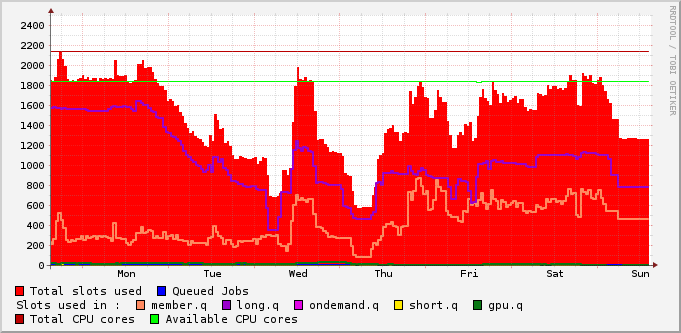 2400
2200
2000
1800
1600
1400
1200
1000
800
600
400
200
0
Mon Tue Wed Thu Fri Sat Sun
RRDTOOL / TOBI OETIKER
Total slots used Queued Jobs
Slots used in : member.q long.q ondemand.q short.q gpu.q
Total CPU cores Available CPU cores